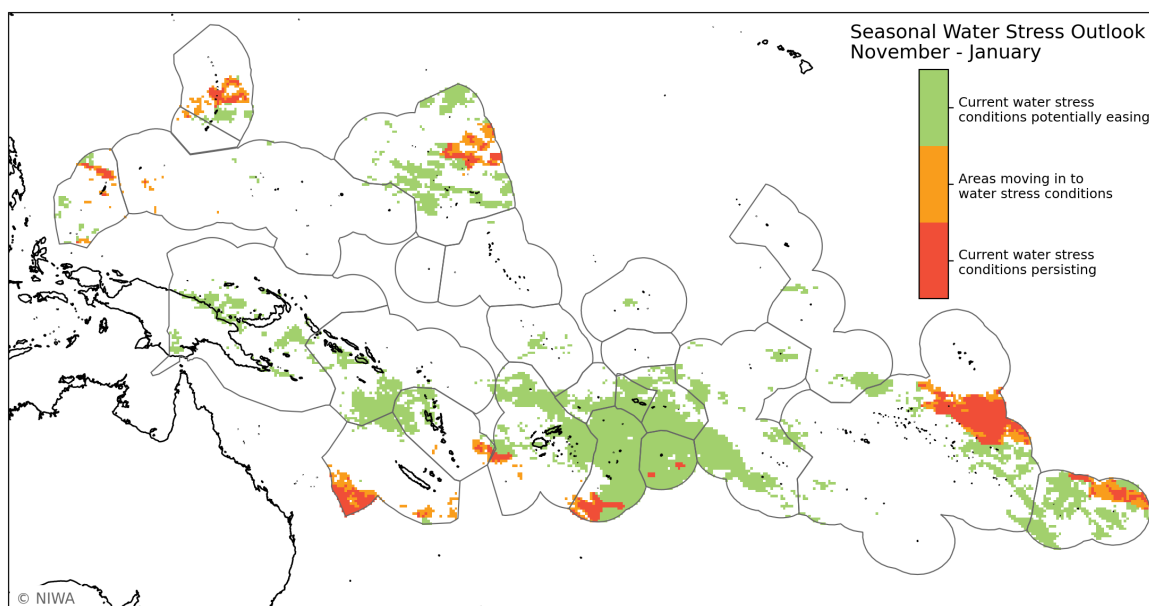 Seasonal Water Stress Outlook
November - January
Current water stress
conditions potentially easing
Areas moving in to
water stress conditions
Current water stress
conditions persisting
© NIWA